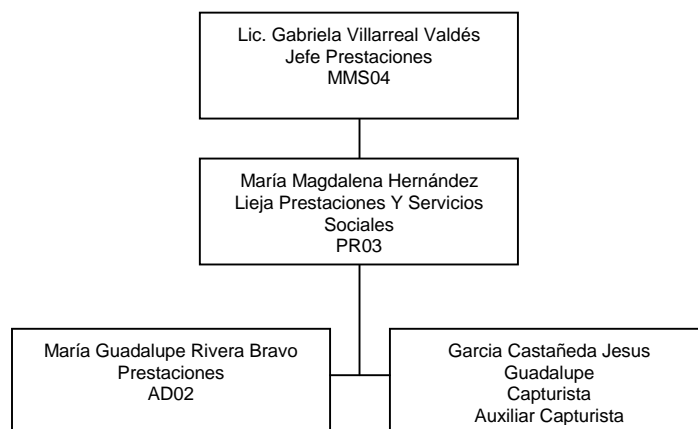 Lic. Gabriela Villarreal Valdés
Jefe Prestaciones
MMS04
María Magdalena Hernández
Lieja Prestaciones Y Servicios
Sociales
PR03
María Guadalupe Rivera Bravo
Prestaciones
AD02
Garcia Castañeda Jesus
Guadalupe
Capturista
Auxiliar Capturista